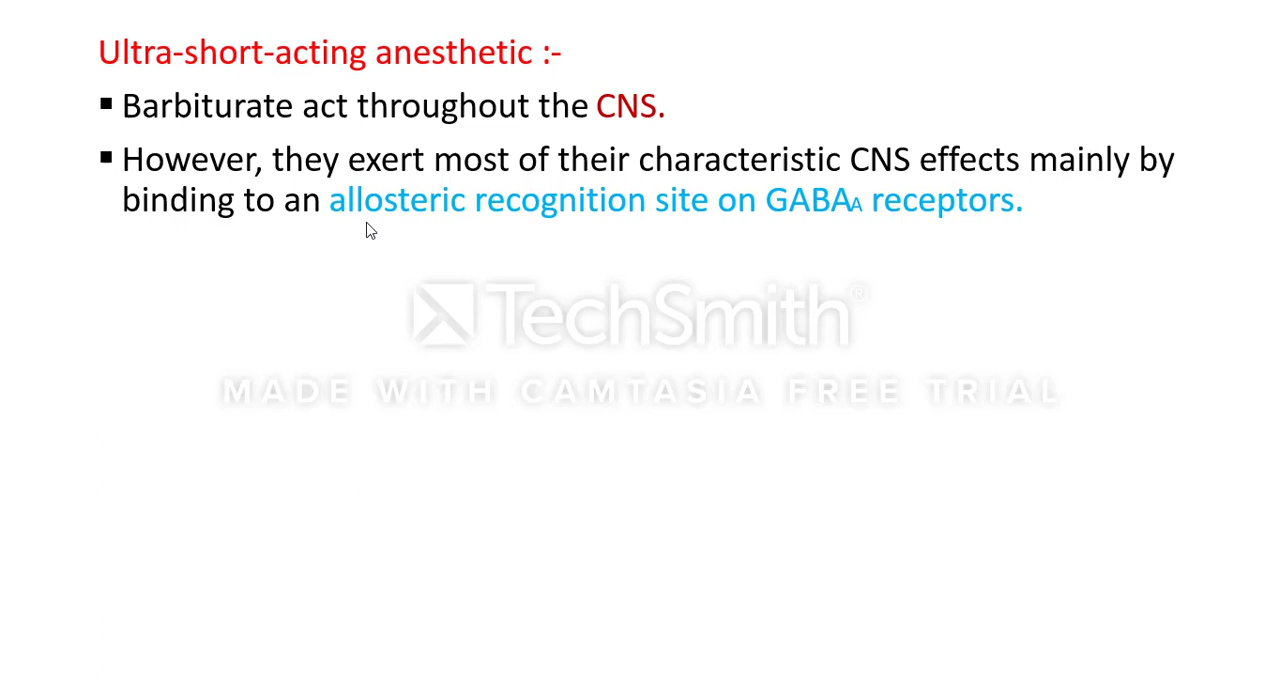 Ultra-short-acting anesthetic :-
▪ Barbiturate act throughout the CNS.
▪ However, they exert most of their characteristic CNS effects mainly by
binding to an allosteric recognition site on GABAA receptors.
TechSmith®
MADE WITH CAMTASIA FREE TRIAL